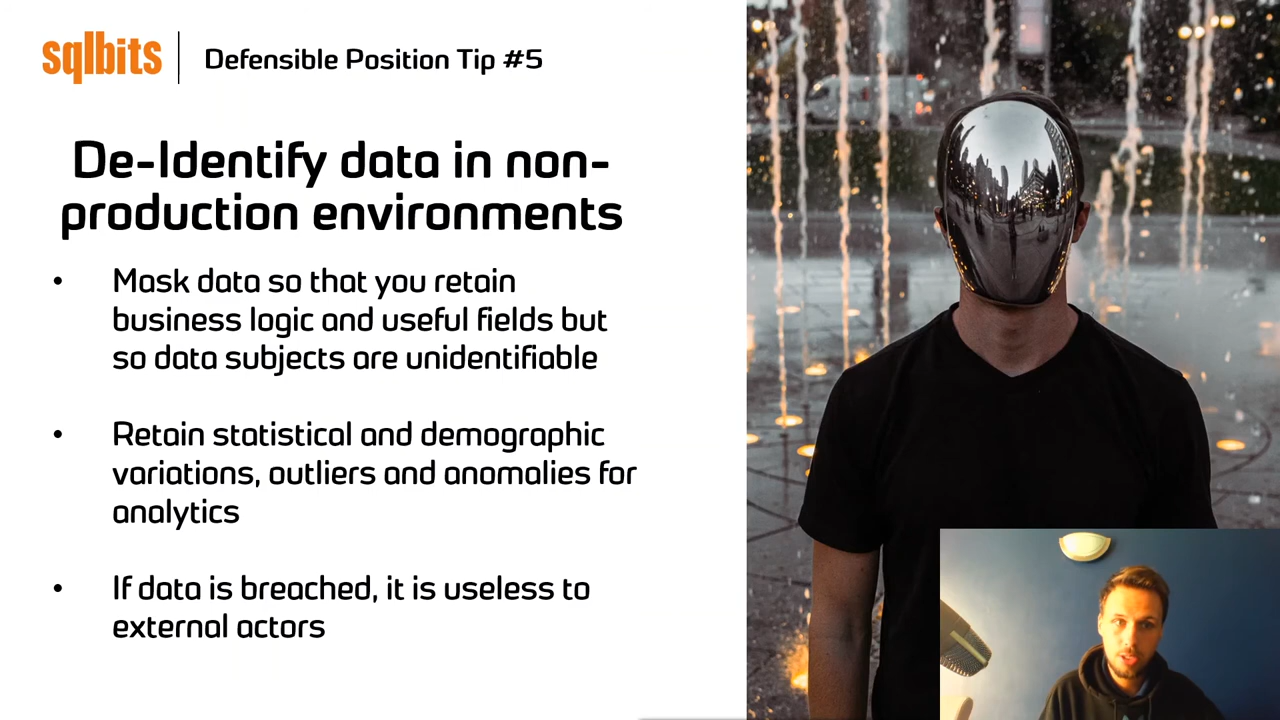 sqlbits
Defensible Position Tip #5
De-Identify data in non-
production environments
• Mask data so that you retain
business logic and useful fields but
so data subjects are unidentifiable
• Retain statistical and demographic
variations, outliers and anomalies for
analytics
• If data is breached, it is useless to
external actors